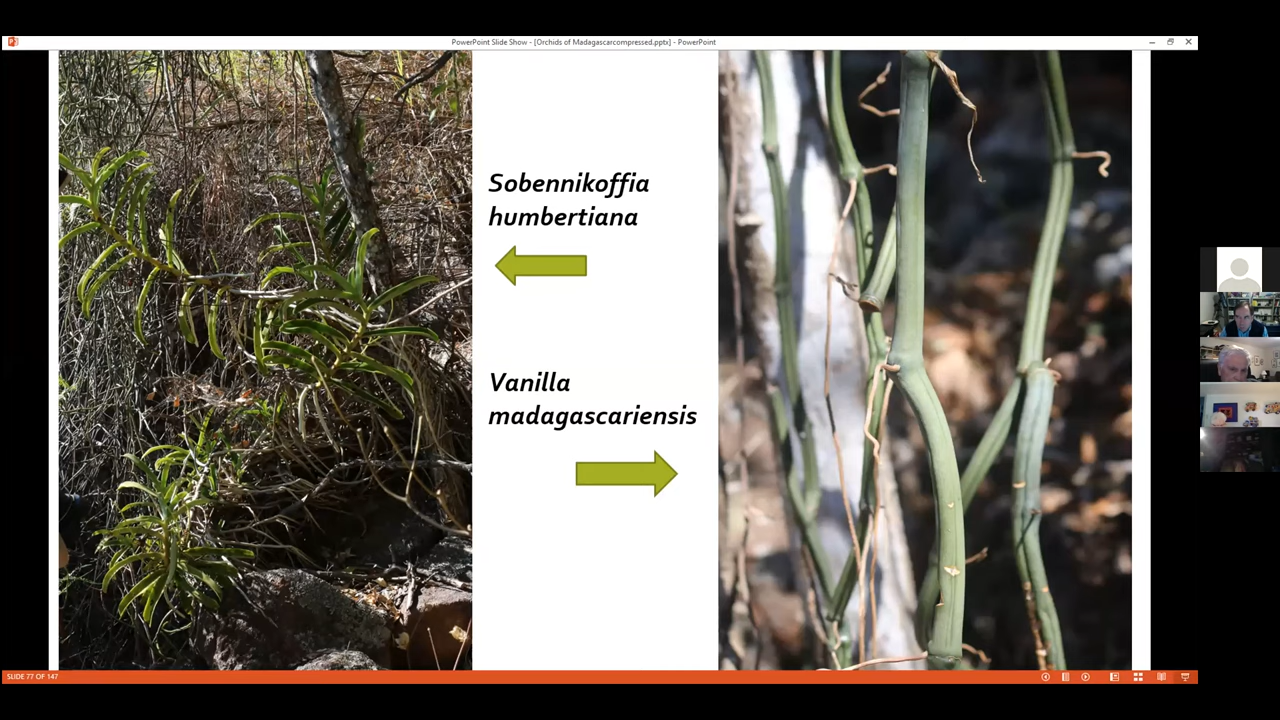 PowerPoint Slide Show - [Orchids of Madagascarcompressed.pptx] - PowerPoint
Sobennikoffia
humbertiana
Vanilla
madagascariensis
SLIDE 77 OF 147